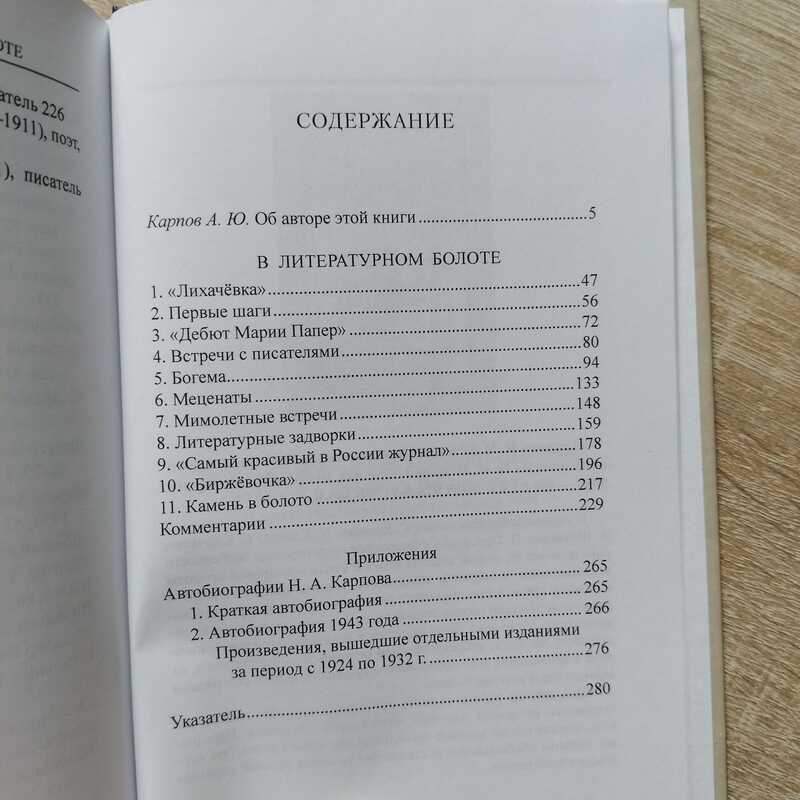 ОТЕ
атель 226
-1911), поэт,
), писатель
СОДЕРЖАНИЕ
Карпов А. Ю. Об авторе этой книги ..... 5
В ЛИТЕРАТУРНОМ БОЛОТЕ
1. «Лихачёвка» ..... 47
2. Первые шаги ..... 56
3. «Дебют Марии Папер» ..... 72
4. Встречи с писателями ..... 80
5. Богема ..... 94
6. Меценаты ..... 133
7. Мимолетные встречи ..... 148
8. Литературные задворки ..... 159
9. «Самый красивый в России журнал» ..... 178
10. «Биржёвочка» ..... 196
11. Камень в болото ..... 217
Комментарии ..... 229
Приложения
Автобиографии Н. А. Карпова ..... 265
1. Краткая автобиография ..... 265
2. Автобиография 1943 года ..... 266
Произведения, вышедшие отдельными изданиями
за период с 1924 по 1932 г. ..... 276
Указатель ..... 280